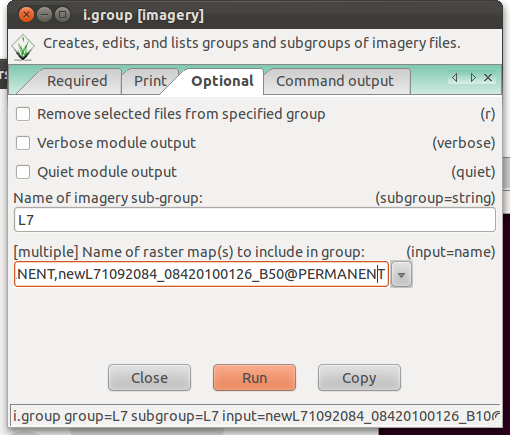 i.group [imagery]
Creates, edits, and lists groups and subgroups of imagery files.
Required Print Optional Command output
Remove selected files from specified group (r)
Verbose module output (verbose)
Quiet module output (quiet)
Name of imagery sub-group: (subgroup=string)
L7
[multiple] Name of raster map(s) to include in group: (input=name)
NENT,newL71092084_08420100126_B50@PERMANENT
Close Run Copy
i.group group=L7 subgroup=L7 input=newL71092084_08420100126_B10@